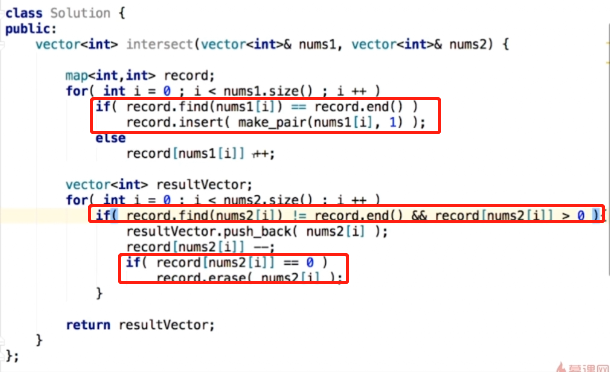 class Solution {
public:
    vector<int> intersect(vector<int>& nums1, vector<int>& nums2) {
        map<int,int> record;
        for( int i = 0 ; i < nums1.size() ; i ++ )
            if( record.find(nums1[i]) == record.end() )
                record.insert( make_pair(nums1[i], 1) );
            else
                record[nums1[i]] ++;
        vector<int> resultVector;
        for( int i = 0 ; i < nums2.size() ; i ++ )
            if( record.find(nums2[i]) != record.end() && record[nums2[i]] > 0 )
                resultVector.push_back( nums2[i] );
                record[nums2[i]] --;
                if( record[nums2[i]] == 0 )
                    record.erase( nums2[i] );
            }
        return resultVector;
    }
};
慕课网